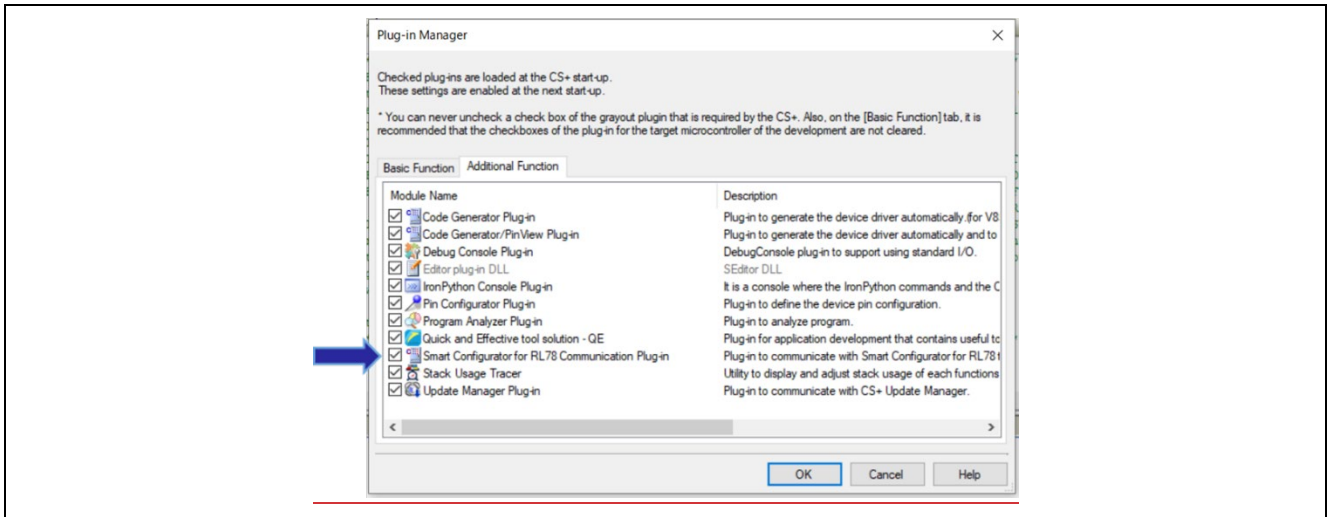 Plug-in Manager
Checked plug-ins are loaded at the CS+ start-up.
These settings are enabled at the next start-up.
* You can never uncheck a check box of the grayout plugin that is required by the CS+. Also, on the [Basic Function] tab, it is
recommended that the checkboxes of the plug-in for the target microcontroller of the development are not cleared.
Basic Function Additional Function
Module Name Description
Code Generator Plug-in Plug-in to generate the device driver automatically.(for V8
Code Generator/PinView Plug-in Plug-in to generate the device driver automatically and to
Debug Console Plug-in DebugConsole plug-in to support using standard I/O.
Editor plug-in DLL SEditor DLL
IronPython Console Plug-in It is a console where the IronPython commands and the C
Pin Configurator Plug-in Plug-in to define the device pin configuration.
Program Analyzer Plug-in Plug-in to analyze program.
Quick and Effective tool solution - QE Plug-in for application development that contains useful to
Smart Configurator for RL78 Communication Plug-in Plug-in to communicate with Smart Configurator for RL78 f
Stack Usage Tracer Utility to display and adjust stack usage of each functions
Update Manager Plug-in Plug-in to communicate with CS+ Update Manager.
OK Cancel Help